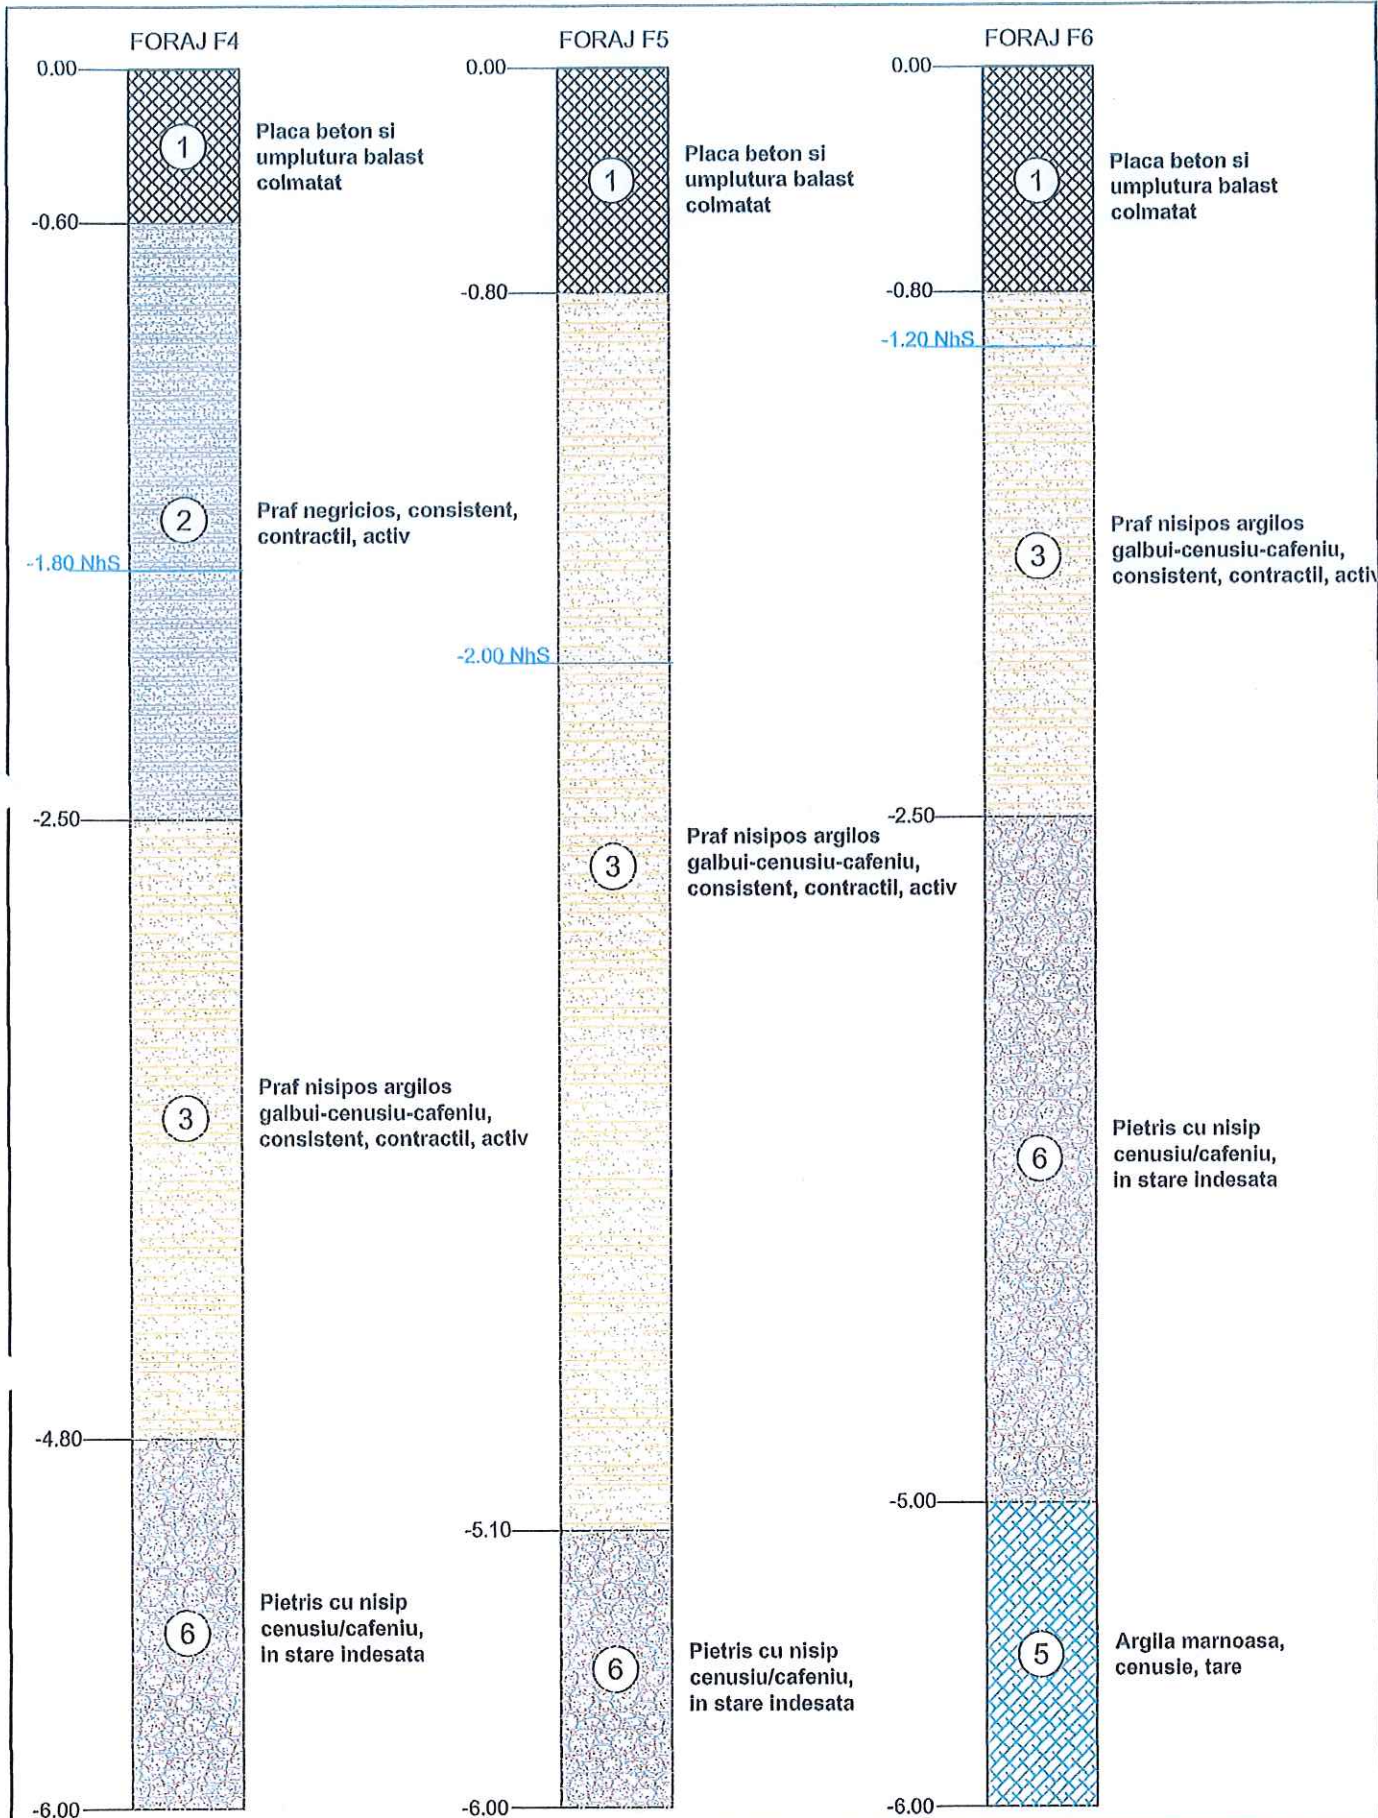 FORAJ F4
0.00
1
Placa beton si
umplutura balast
colmatat
-0.60
2
Praf negricios, consistent,
contractil, activ
-1.80 NhS
-2.50
3
Praf nisipos argilos
galbui-cenusiu-cafeniu,
consistent, contractil, activ
-4.80
6
Pietris cu nisip
cenusiu/cafeniu,
in stare indesata
-6.00
FORAJ F5
0.00
1
Placa beton si
umplutura balast
colmatat
-0.80
-2.00 NhS
3
Praf nisipos argilos
galbui-cenusiu-cafeniu,
consistent, contractil, activ
-5.10
6
Pietris cu nisip
cenusiu/cafeniu,
in stare indesata
-6.00
FORAJ F6
0.00
1
Placa beton si
umplutura balast
colmatat
-0.80
-1.20 NhS
3
Praf nisipos argilos
galbui-cenusiu-cafeniu,
consistent, contractil, activ
-2.50
6
Pietris cu nisip
cenusiu/cafeniu,
in stare indesata
-5.00
5
Argila marnoasa,
cenusie, tare
-6.00